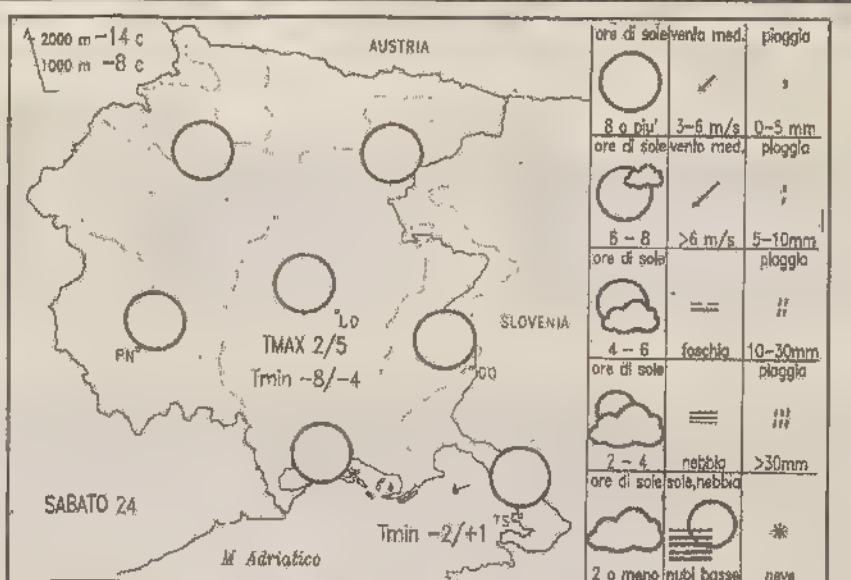 2000 m -14 c
1000 m -8 c
AUSTRIA
SLOVENIA
PN
TMAX 2/5
Tmin -8/-4
SABATO 24
Tmin -2/+1
TS
M Adriatico
ore di sole vento med. pioggia
8 o piu' 3-6 m/s 0-5 mm
ore di sole vento med. pioggia
6 - 8 >6 m/s 5-10mm
ore di sole pioggia
4 - 6 foschia 10-30mm
ore di sole pioggia
2 - 4 nebbia >30mm
ore di sole sole,nebbia
2 o meno nubi basse neve